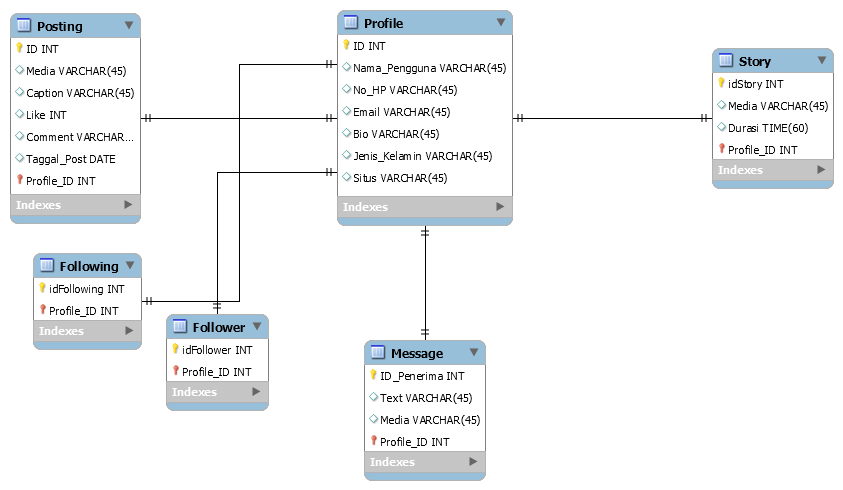 Posting
ID INT
Media VARCHAR(45)
Caption VARCHAR(45)
Like INT
Comment VARCHAR...
Taggal_Post DATE
Profile_ID INT
Indexes
Profile
ID INT
Nama_Pengguna VARCHAR(45)
No_HP VARCHAR(45)
Email VARCHAR(45)
Bio VARCHAR(45)
Jenis_Kelamin VARCHAR(45)
Situs VARCHAR(45)
Indexes
Story
idStory INT
Media VARCHAR(45)
Durasi TIME(60)
Profile_ID INT
Indexes
Following
idFollowing INT
Profile_ID INT
Indexes
Follower
idFollower INT
Profile_ID INT
Indexes
Message
ID_Penerima INT
Text VARCHAR(45)
Media VARCHAR(45)
Profile_ID INT
Indexes